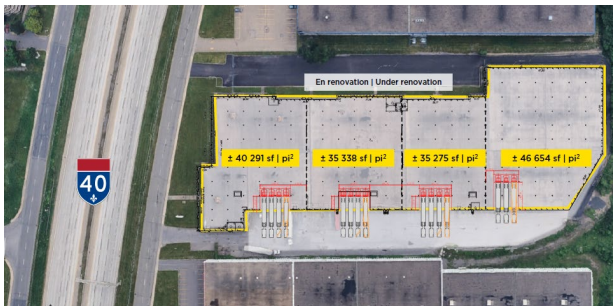 En renovation | Under renovation
± 40 291 sf | pi²
± 35 338 sf | pi²
± 35 275 sf | pi²
± 46 654 sf | pi²
40